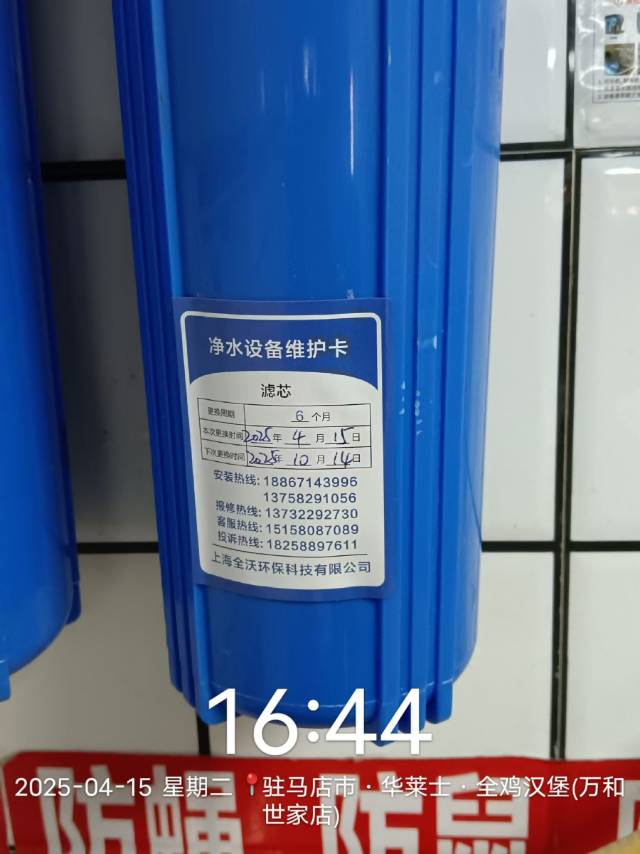 净水设备维护卡
滤芯
更换周期 6 个月
本次更换时间 2025年 4 月 15日
下次更换时间 2025年 10 月 14日
安装热线: 18867143996
13758291056
报修热线: 13732292730
客服热线: 15158087089
投诉热线: 18258897611
上海全沃环保科技有限公司
16:44
2025-04-15 星期二 驻马店市 · 华莱士 · 全鸡汉堡(万和
世家店)
防蝇 防鼠